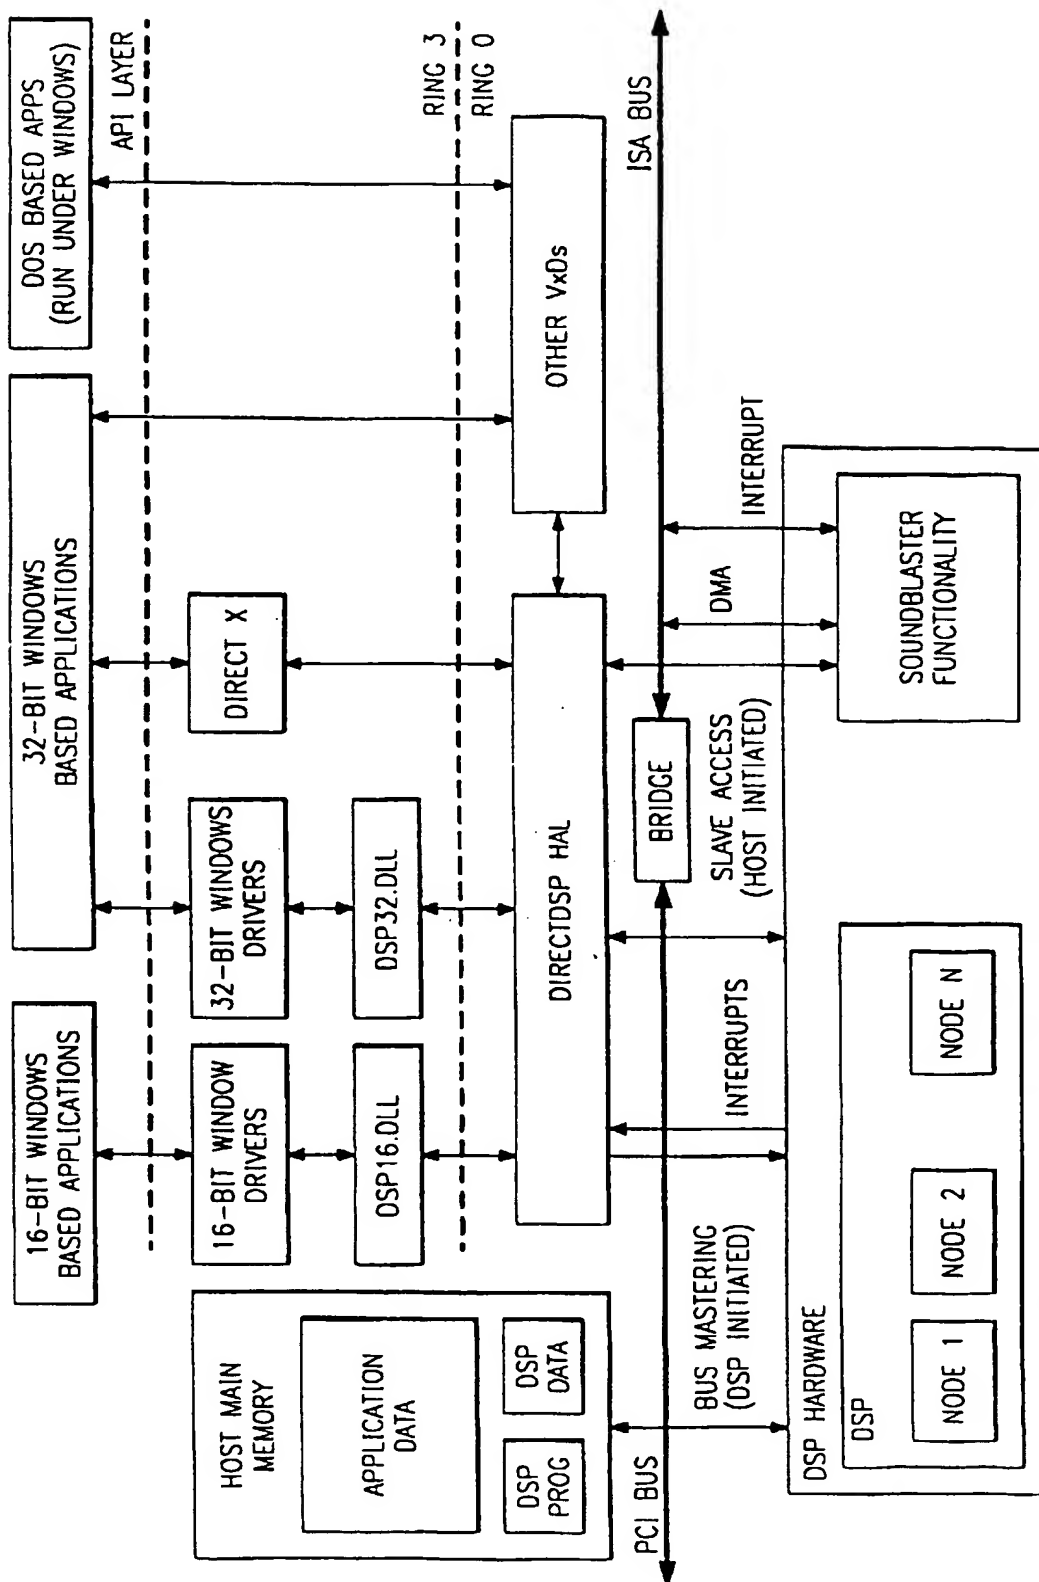 16-BIT WINDOWS
BASED APPLICATIONS
32-BIT WINDOWS
BASED APPLICATIONS
DOS BASED APPS
(RUN UNDER WINDOWS)
API LAYER
HOST MAIN
MEMORY
APPLICATION
DATA
DSP
PROG
DSP
DATA
16-BIT WINDOW
DRIVERS
32-BIT WINDOWS
DRIVERS
DIRECT X
DSP16.DLL
DSP32.DLL
RING 3
RING 0
DIRECTDSP HAL
OTHER VxDs
PCI BUS
BRIDGE
ISA BUS
BUS MASTERING
(DSP INITIATED)
INTERRUPTS
SLAVE ACCESS
(HOST INITIATED)
DMA
INTERRUPT
DSP HARDWARE
DSP
NODE 1
NODE 2
NODE N
SOUNDBLASTER
FUNCTIONALITY